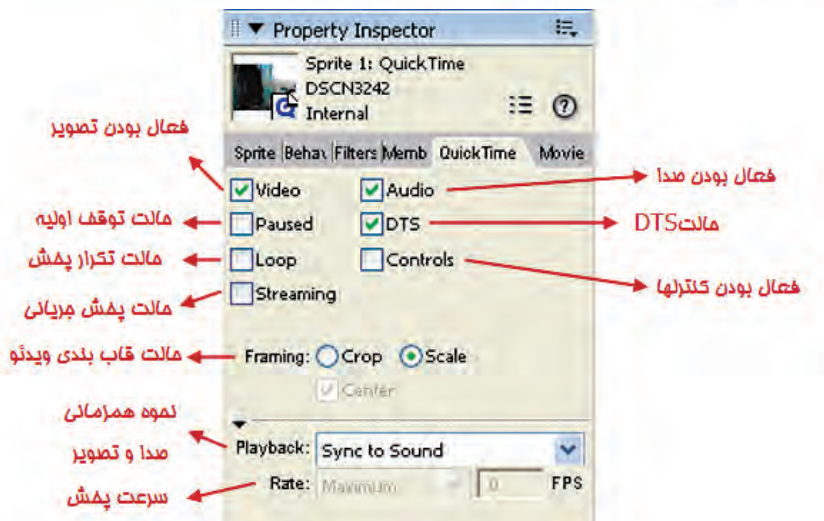 Property Inspector
Sprite 1: QuickTime
DSCN3242
Internal
Sprite Behav Filters Memb QuickTime Movie
فعال بودن تصویر
Video
Audio
فعال بودن صدا
حالت توقف اولیه
Paused
DTS
حالتDTS
حالت تکرار پخش
Loop
Controls
فعال بودن کنترلها
حالت پخش جریانی
Streaming
حالت قاب بندی ویدئو
Framing: Crop Scale
Center
نحوه همزمانی
صدا و تصویر
Playback: Sync to Sound
سرعت پخش
Rate: Maximum 0 FPS